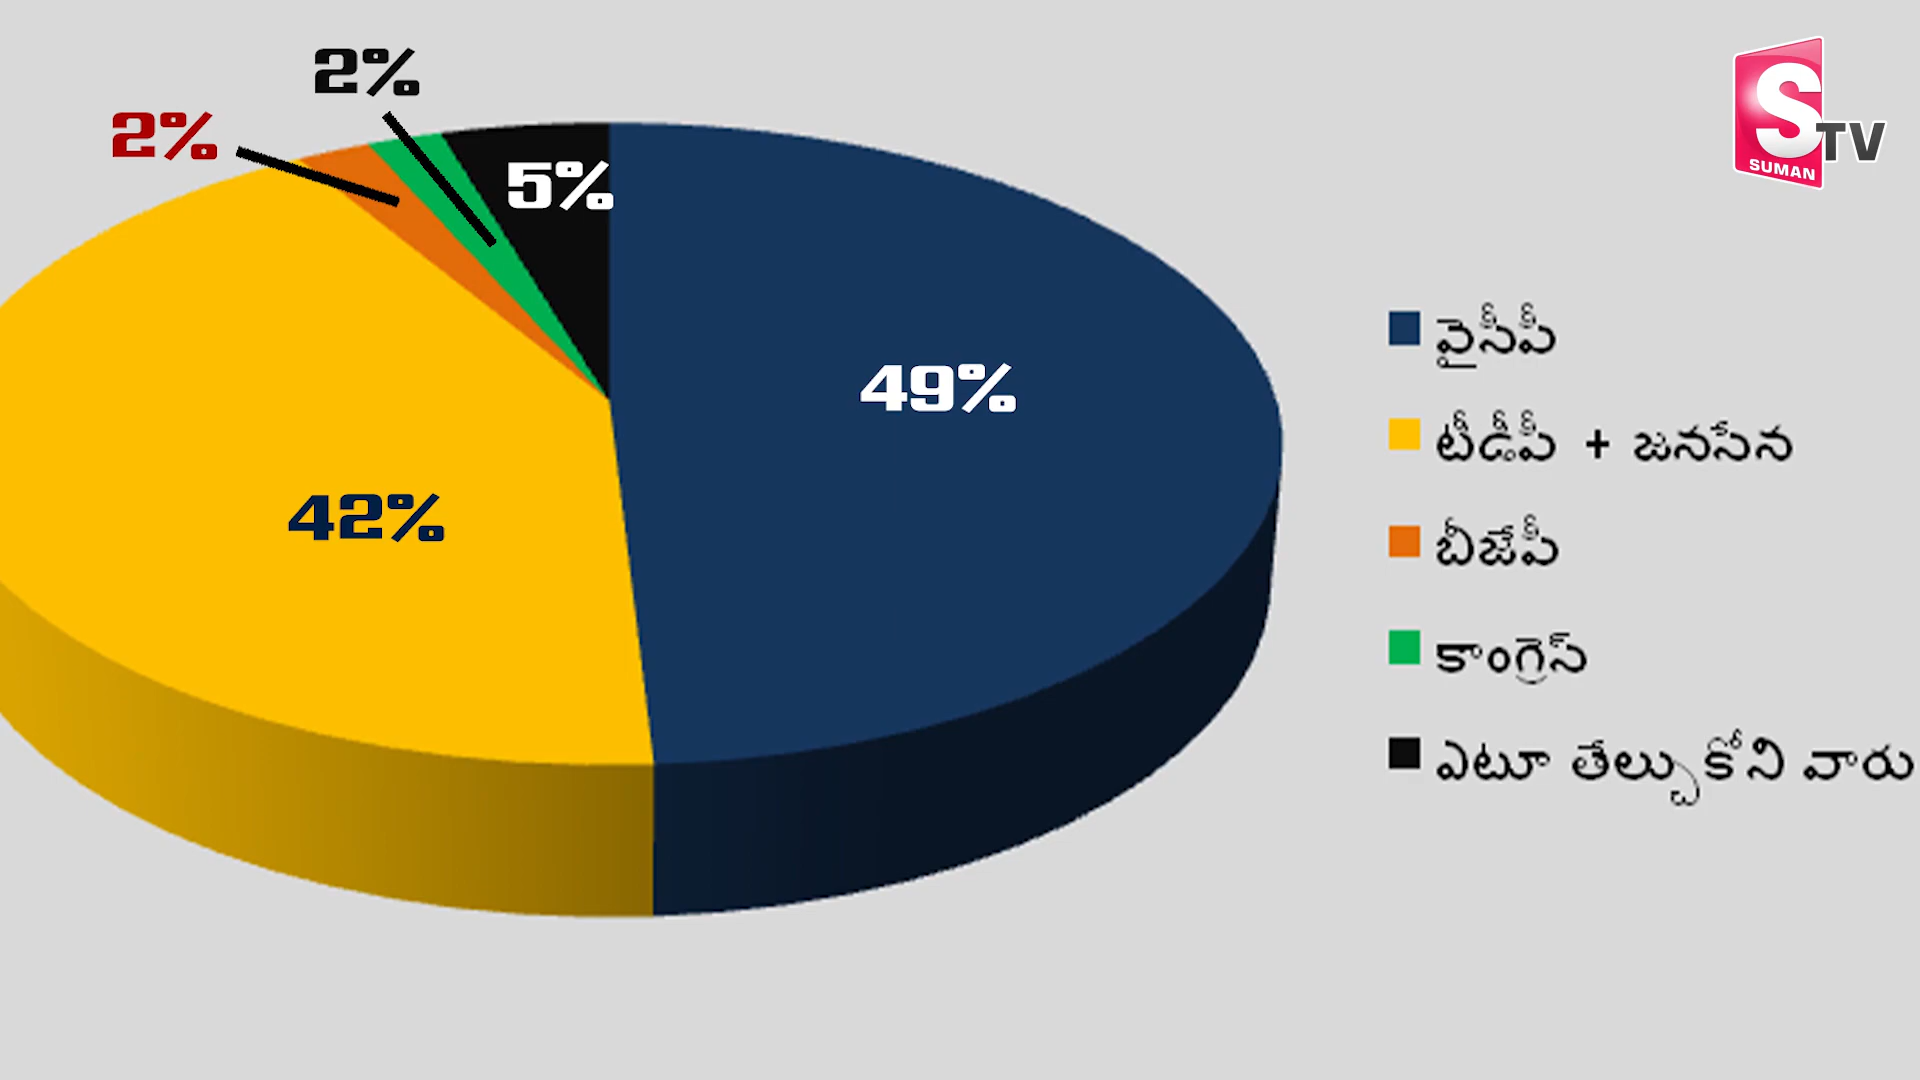 2%
2%
5%
49%
42%
S
TV
SUMAN
వైసీపీ
టీడీపీ + జనసేన
బీజేపీ
కాంగ్రెస్
ఎటూ తేల్చుకోని వారు